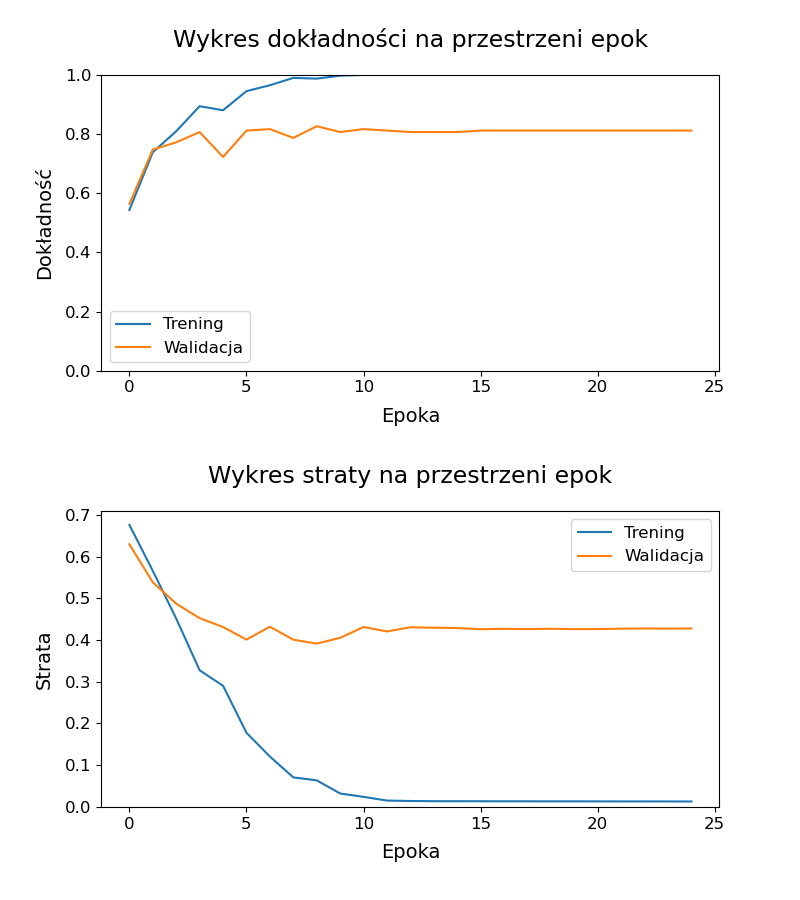 Wykres dokładności na przestrzeni epok
1.0
0.8
0.6
0.4
0.2
0.0
Dokładność
Trening
Walidacja
0 5 10 15 20 25
Epoka
Wykres straty na przestrzeni epok
0.7
0.6
0.5
0.4
0.3
0.2
0.1
0.0
Strata
Trening
Walidacja
0 5 10 15 20 25
Epoka